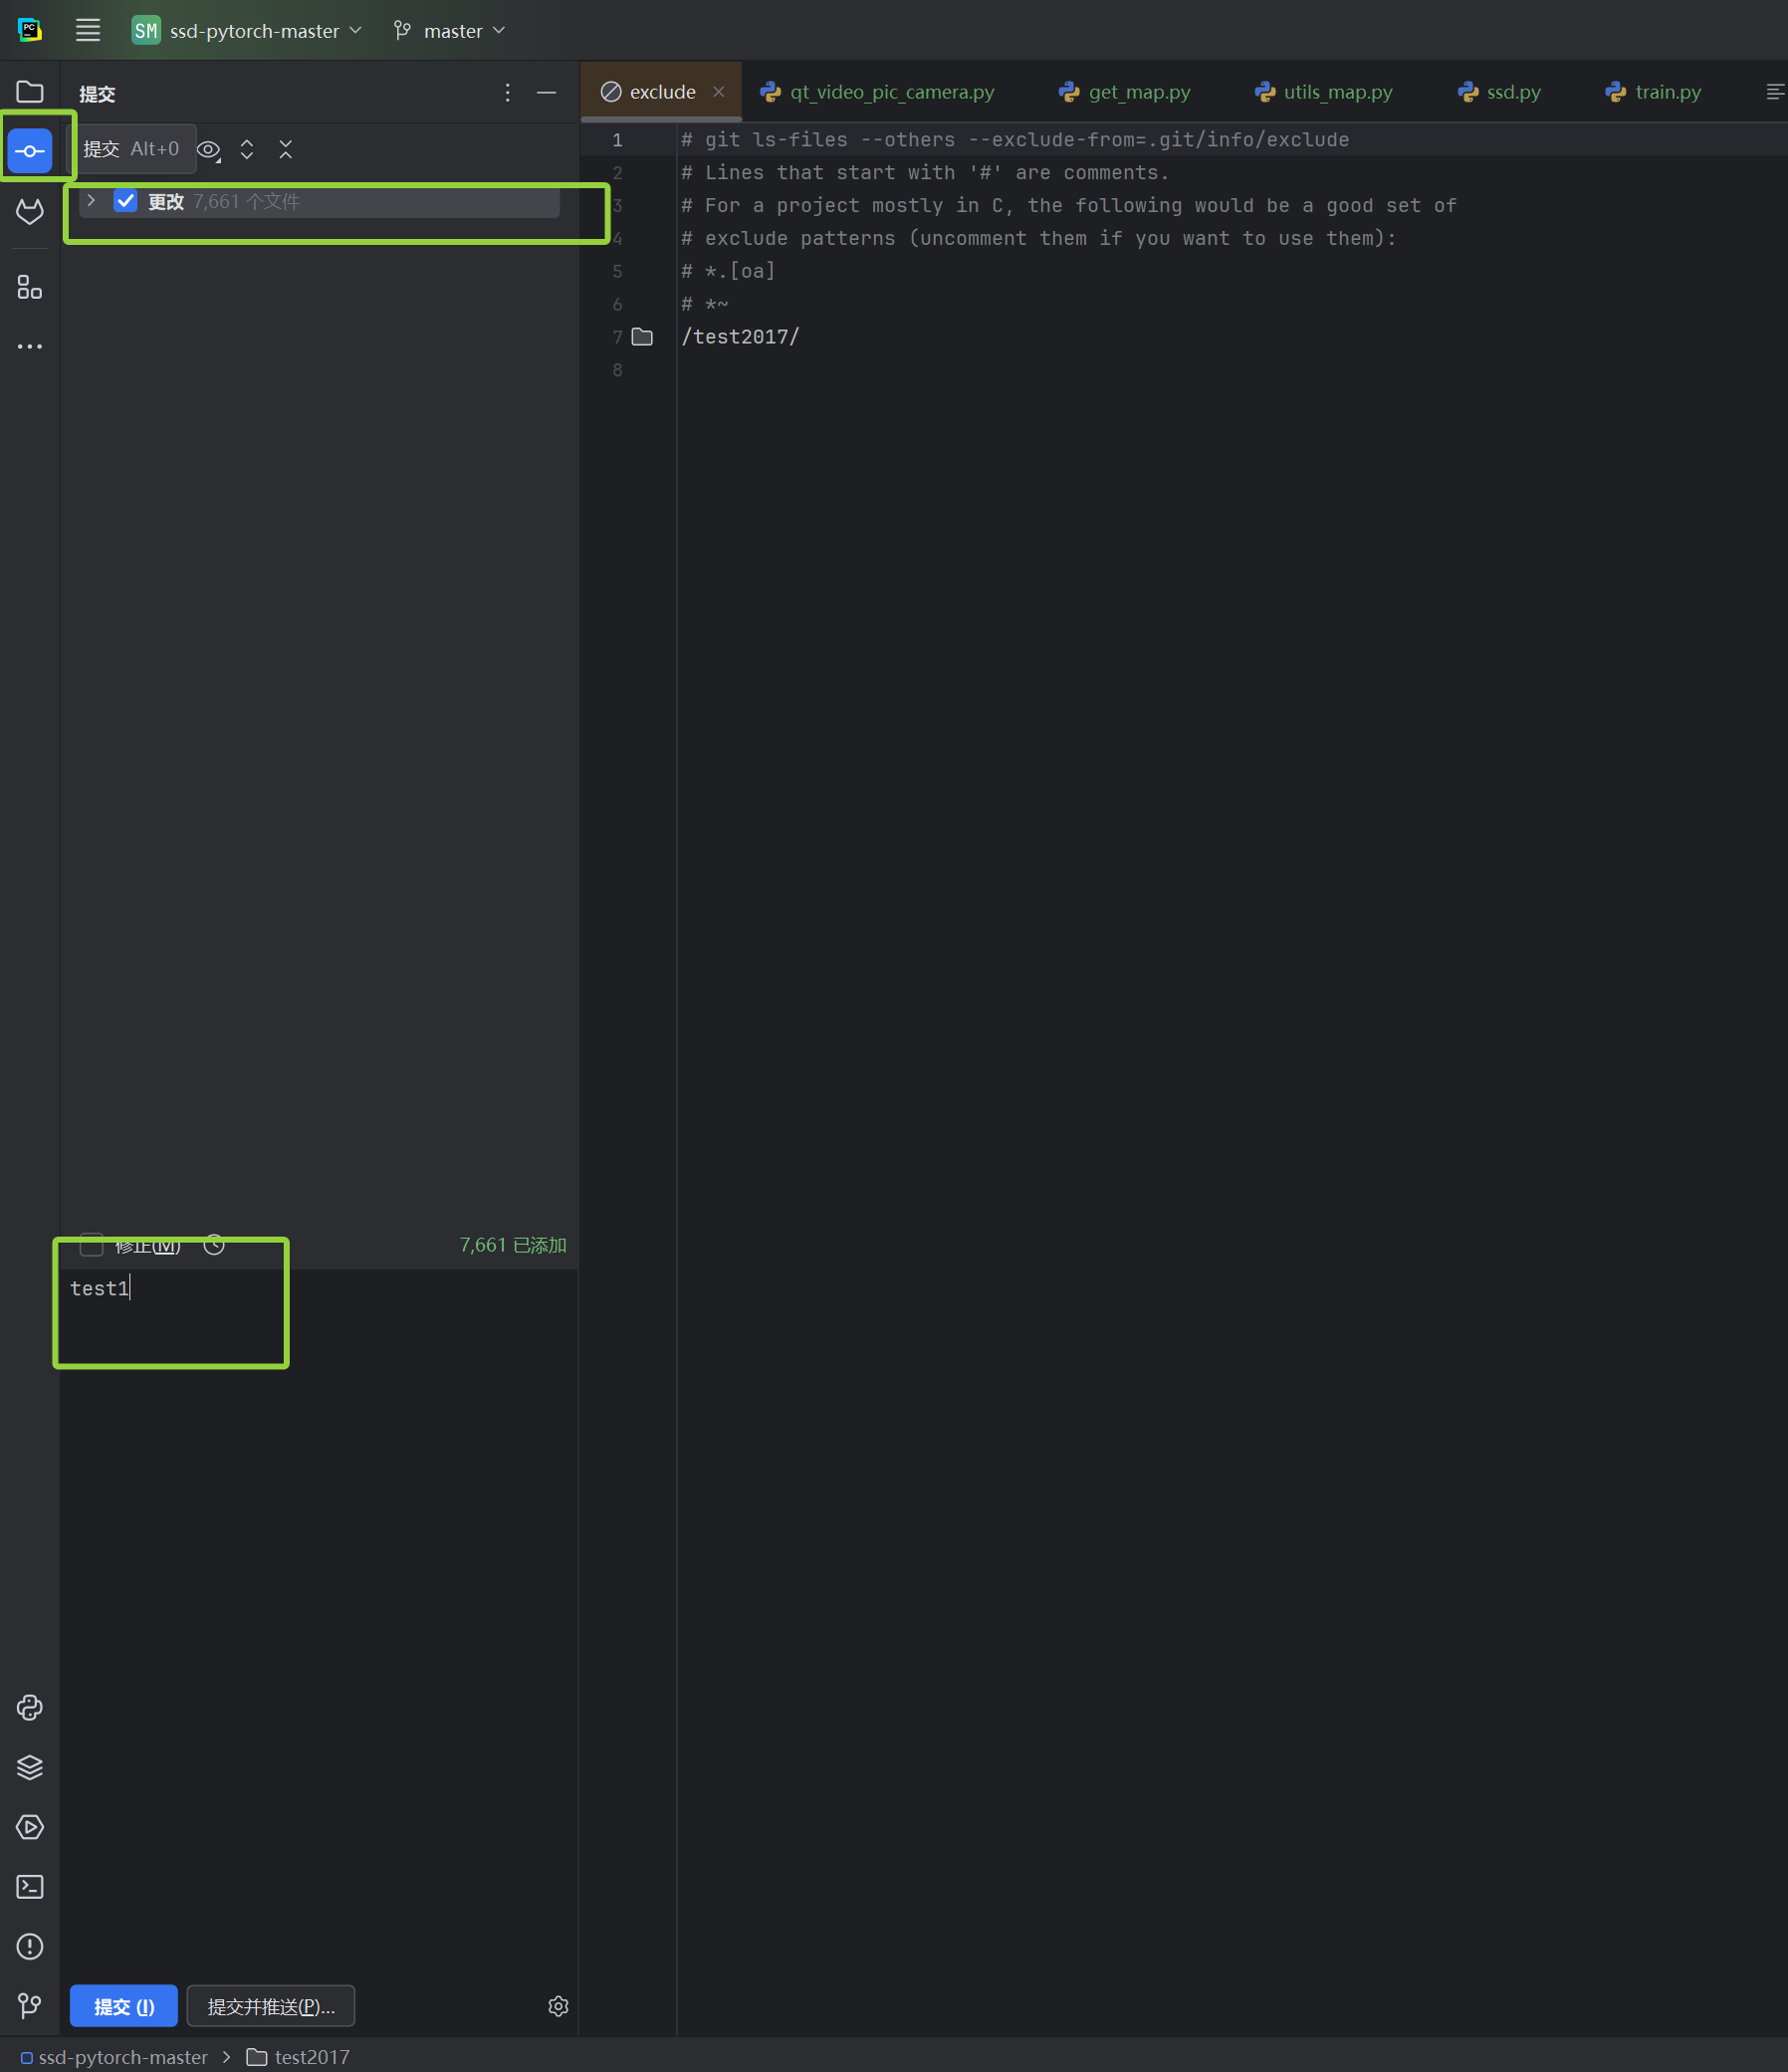 PC
SM ssd-pytorch-master master
提交
exclude qt_video_pic_camera.py get_map.py utils_map.py ssd.py train.py
提交 Alt+0
更改 7,661 个文件
1 # git ls-files --others --exclude-from=.git/info/exclude
2 # Lines that start with '#' are comments.
3 # For a project mostly in C, the following would be a good set of
4 # exclude patterns (uncomment them if you want to use them):
5 # *.[oa]
6 # *~
7 /test2017/
8
修正(M) 7,661 已添加
test1
提交 (I) 提交并推送(P)...
ssd-pytorch-master > test2017